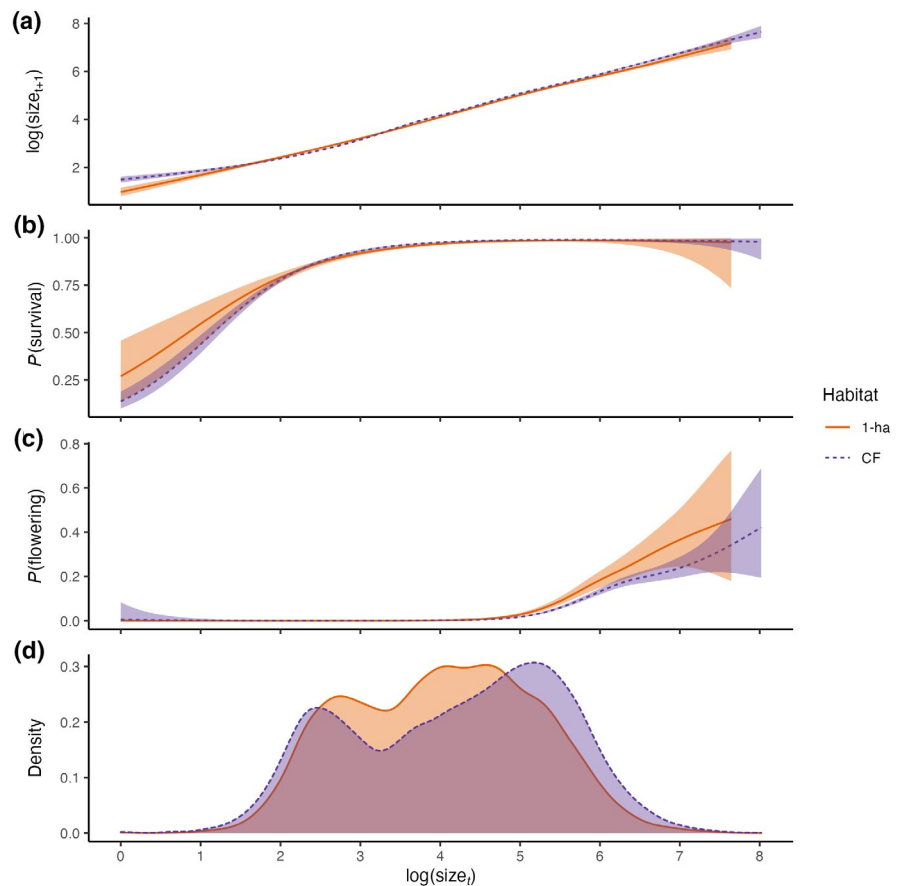 (a)
8
6
4
2
log(size_{t+1})
(b)
1.00
0.75
0.50
0.25
P(survival)
(c)
0.8
0.6
0.4
0.2
0.0
P(flowering)
Habitat
1-ha
CF
(d)
0.3
0.2
0.1
0.0
Density
0 1 2 3 4 5 6 7 8
log(size_t)